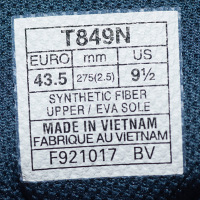 T849N
EURO mm US
43.5 275(2.5) 9½
SYNTHETIC FIBER
UPPER / EVA SOLE
MADE IN VIETNAM
FABRIQUE AU VIETNAM
F921017 BV